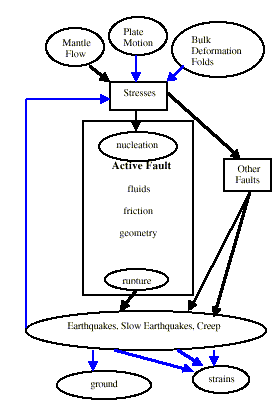 Mantle
Flow
Plate
Motion
Bulk
Deformation
Folds
Stresses
nucleation
Active Fault
fluids
friction
geometry
Other
Faults
rupture
Earthquakes, Slow Earthquakes, Creep
ground
strains